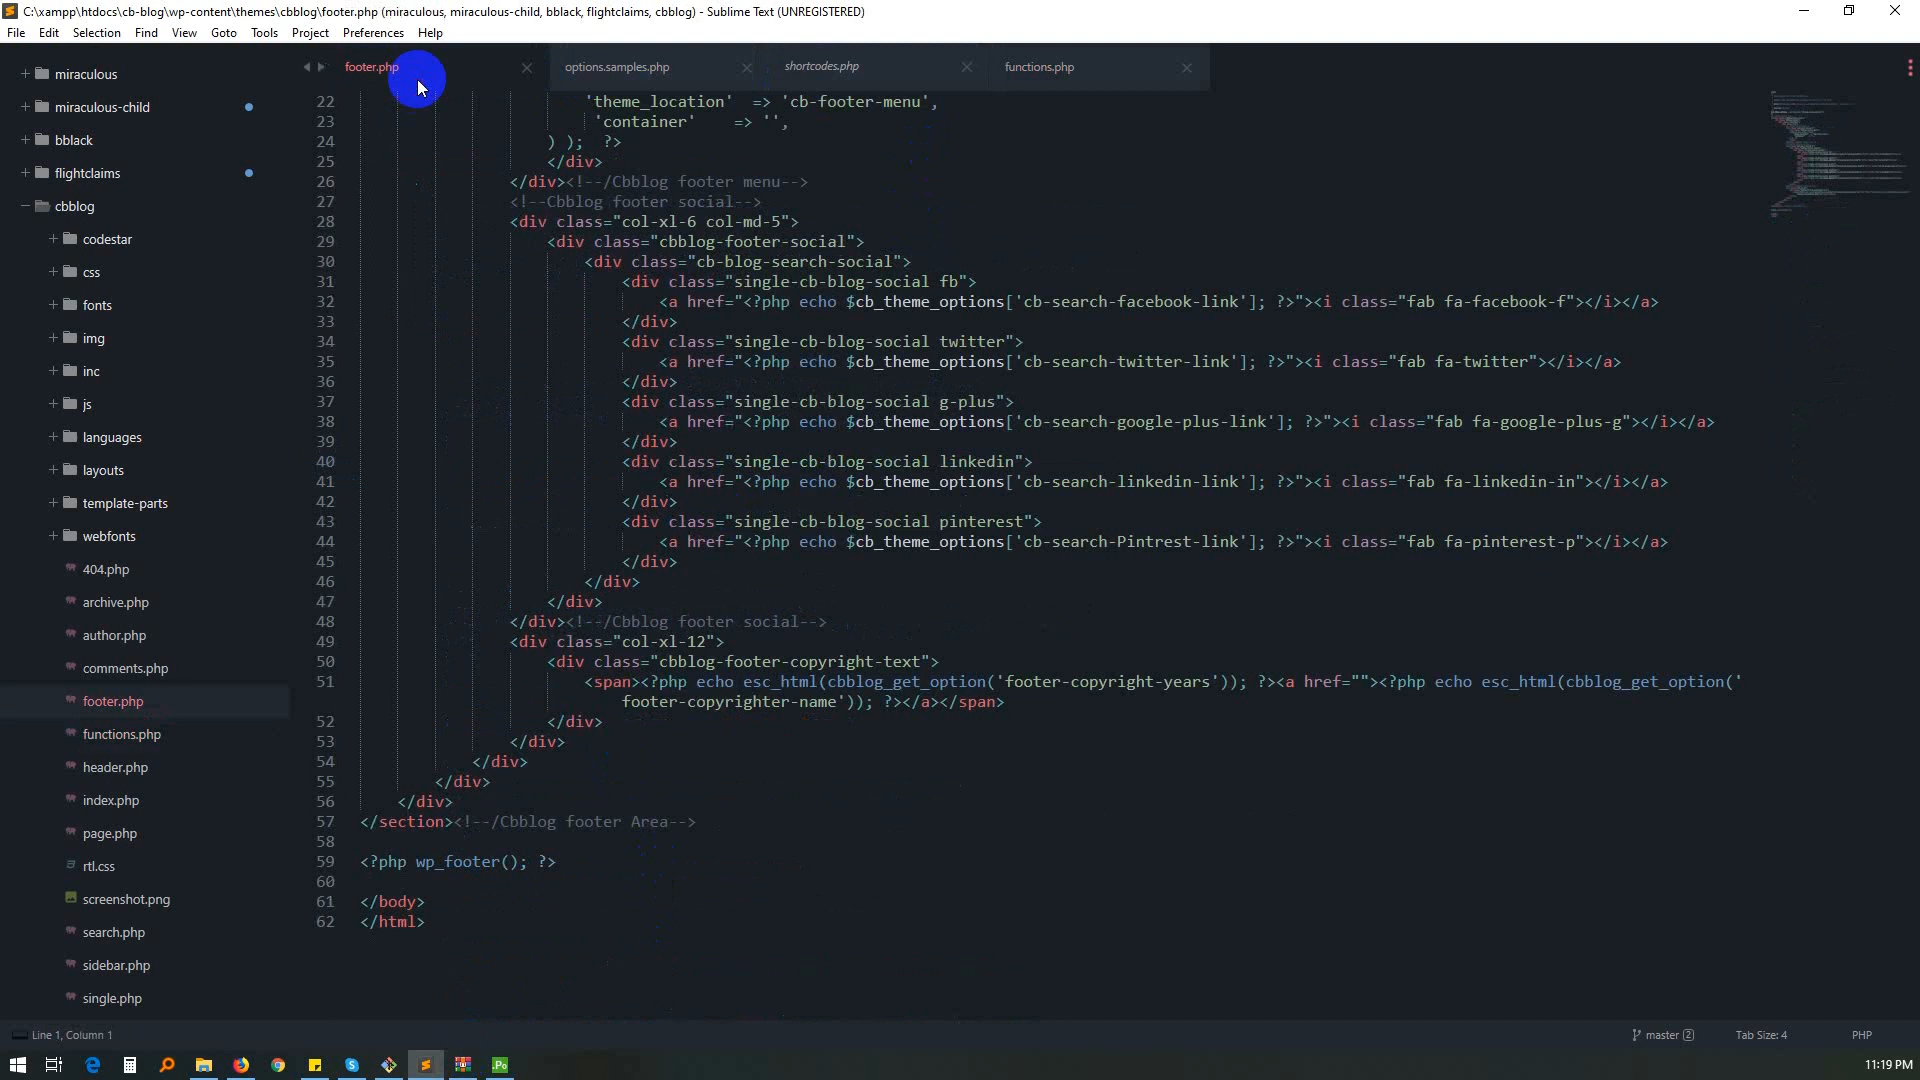 C:\xampp\htdocs\cb-blog\wp-content\themes\cbblog\footer.php (miraculous, miraculous-child, bblack, flightclaims, cbblog) - Sublime Text (UNREGISTERED)
File Edit Selection Find View Goto Tools Project Preferences Help
miraculous
miraculous-child
bblack
flightclaims
cbblog
codestar
css
fonts
img
inc
js
languages
layouts
template-parts
webfonts
404.php
archive.php
author.php
comments.php
footer.php
functions.php
header.php
index.php
page.php
rtl.css
screenshot.png
search.php
sidebar.php
single.php
footer.php options.samples.php shortcodes.php functions.php
22 'theme_location' => 'cb-footer-menu',
23 'container' => '',
24 ) ); ?>
25 </div>
26 </div><!--/Cbblog footer menu-->
27 <!--Cbblog footer social-->
28 <div class="col-xl-6 col-md-5">
29 <div class="cbblog-footer-social">
30 <div class="cb-blog-search-social">
31 <div class="single-cb-blog-social fb">
32 <a href="<?php echo $cb_theme_options['cb-search-facebook-link']; ?>"><i class="fab fa-facebook-f"></i></a>
33 </div>
34 <div class="single-cb-blog-social twitter">
35 <a href="<?php echo $cb_theme_options['cb-search-twitter-link']; ?>"><i class="fab fa-twitter"></i></a>
36 </div>
37 <div class="single-cb-blog-social g-plus">
38 <a href="<?php echo $cb_theme_options['cb-search-google-plus-link']; ?>"><i class="fab fa-google-plus-g"></i></a>
39 </div>
40 <div class="single-cb-blog-social linkedin">
41 <a href="<?php echo $cb_theme_options['cb-search-linkedin-link']; ?>"><i class="fab fa-linkedin-in"></i></a>
42 </div>
43 <div class="single-cb-blog-social pinterest">
44 <a href="<?php echo $cb_theme_options['cb-search-Pintrest-link']; ?>"><i class="fab fa-pinterest-p"></i></a>
45 </div>
46 </div>
47 </div>
48 </div><!--/Cbblog footer social-->
49 <div class="col-xl-12">
50 <div class="cbblog-footer-copyright-text">
51 <span><?php echo esc_html(cbblog_get_option('footer-copyright-years')); ?><a href=""><?php echo esc_html(cbblog_get_option('
footer-copyrighter-name')); ?></a></span>
52 </div>
53 </div>
54 </div>
55 </div>
56 </div>
57 </section><!--/Cbblog footer Area-->
58
59 <?php wp_footer(); ?>
60
61 </body>
62 </html>
Line 1, Column 1 master 2 Tab Size: 4 PHP
11:19 PM